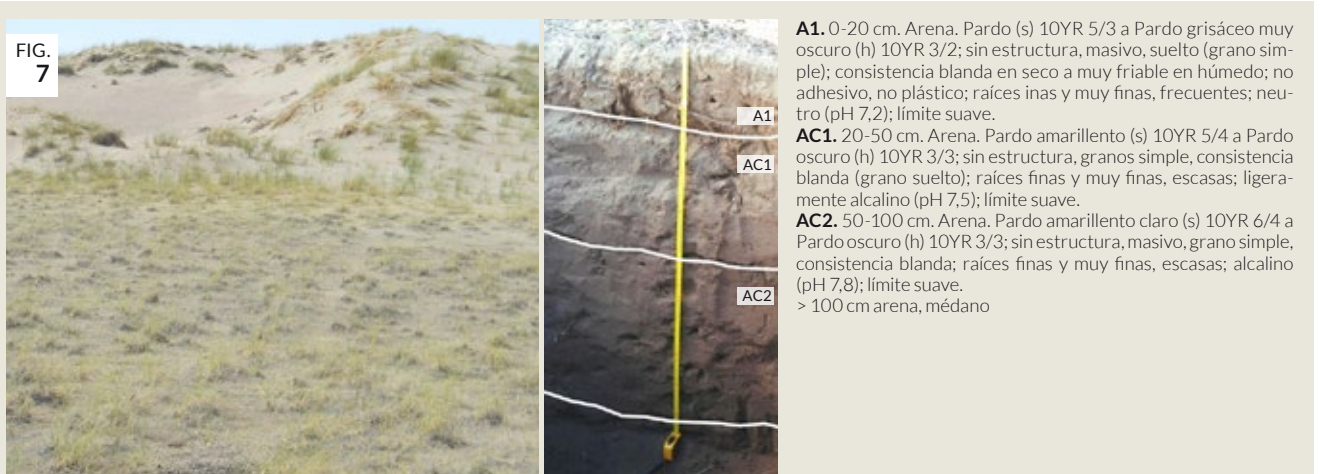 FIG.
7
A1
AC1
AC2
A1. 0-20 cm. Arena. Pardo (s) 10YR 5/3 a Pardo grisáceo muy
oscuro (h) 10YR 3/2; sin estructura, masivo, suelto (grano sim-
ple); consistencia blanda en seco a muy friable en húmedo; no
adhesivo, no plástico; raíces inas y muy finas, frecuentes; neu-
tro (pH 7,2); límite suave.
AC1. 20-50 cm. Arena. Pardo amarillento (s) 10YR 5/4 a Pardo
oscuro (h) 10YR 3/3; sin estructura, granos simple, consistencia
blanda (grano suelto); raíces finas y muy finas, escasas; ligera-
mente alcalino (pH 7,5); límite suave.
AC2. 50-100 cm. Arena. Pardo amarillento claro (s) 10YR 6/4 a
Pardo oscuro (h) 10YR 3/3; sin estructura, masivo, grano simple,
consistencia blanda; raíces finas y muy finas, escasas; alcalino
(pH 7,8); límite suave.
> 100 cm arena, médano